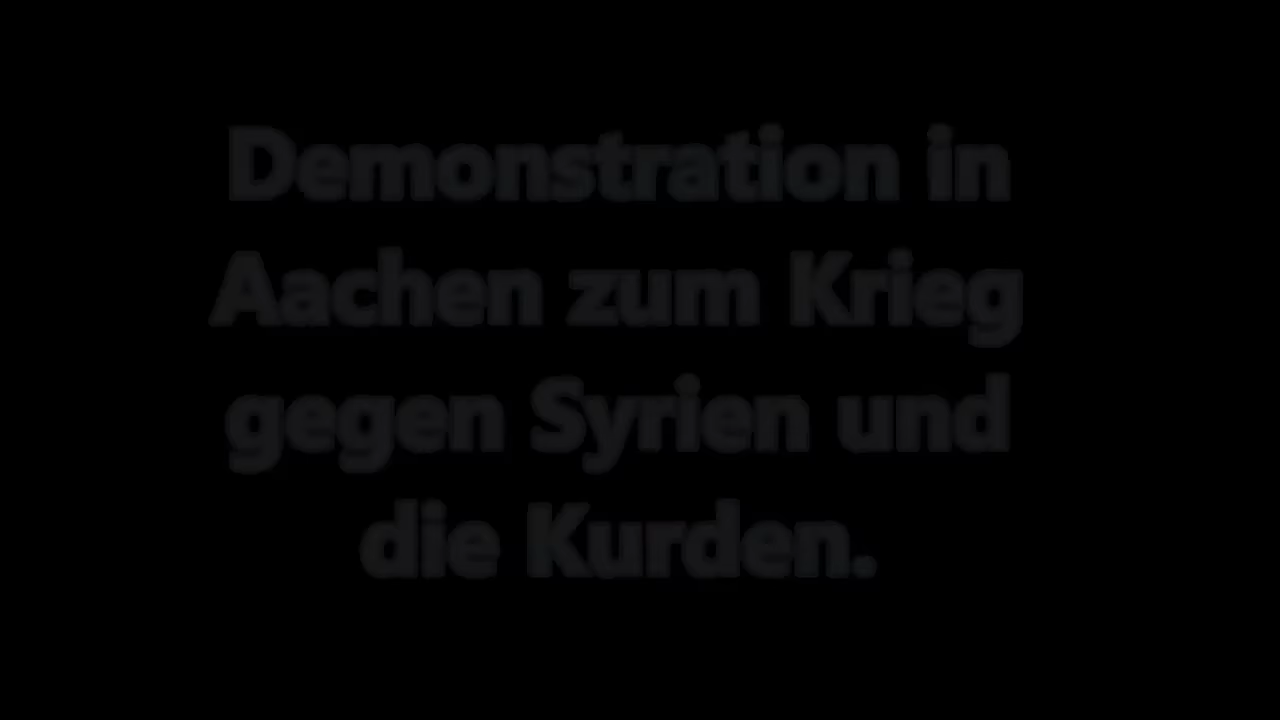 Demonstration in
Aachen zum Krieg
gegen Syrien und
die Kurden.